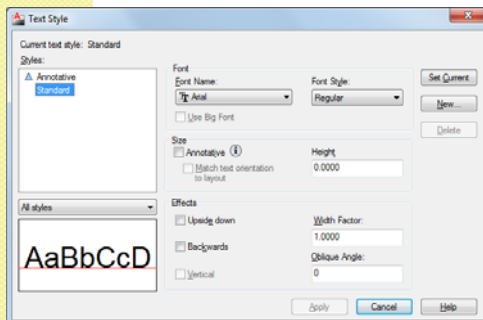 Text Style
Current text style: Standard
Styles:
Annotative
Standard
All styles
AaBbCcD
Font
Font Name:
Arial
Use Big Font
Font Style:
Regular
Size
Annotative
Match text orientation
to layout
Height
0.0000
Effects
Upside down
Backwards
Vertical
Width Factor:
1.0000
Oblique Angle:
0
Set Current
New...
Delete
Apply
Cancel
Help